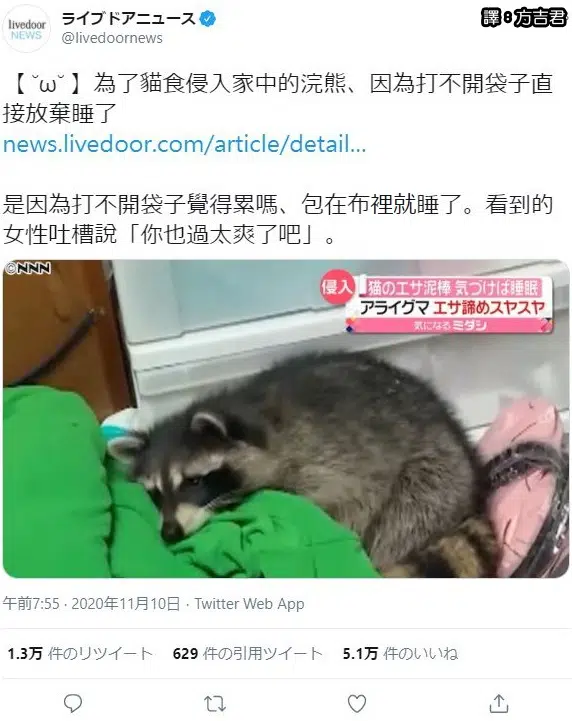 livedoor
NEWS
ライブドアニュース
@livedoornews
譯8方吉君
【 ˘ω˘ 】為了貓食侵入家中的浣熊、因為打不開袋子直
接放棄睡了
news.livedoor.com/article/detail...
是因為打不開袋子覺得累嗎、包在布裡就睡了。看到的
女性吐槽說「你也過太爽了吧」。
©NNN
侵入
猫のエサ泥棒 気づけば睡眠
アライグマ エサ諦めスヤスヤ
気になるミダシ
午前7:55 · 2020年11月10日 · Twitter Web App
1.3万 件のリツイート 629 件の引用ツイート 5.1万 件のいいね